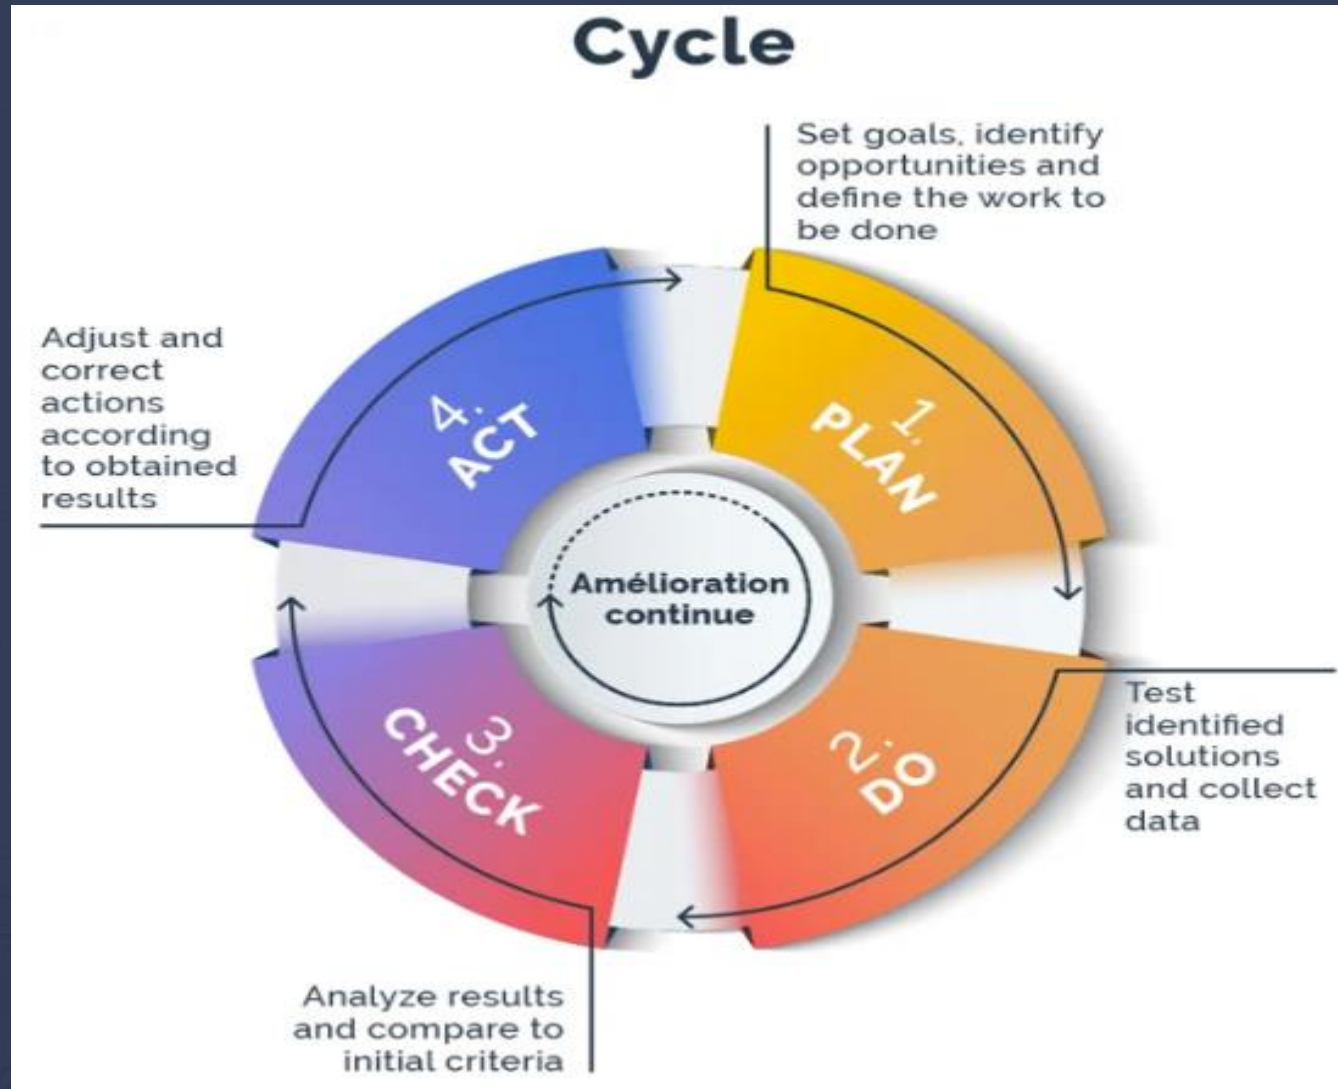 Cycle
Set goals, identify
opportunities and
define the work to
be done
1.
PLAN
Test
identified
solutions
and collect
data
2.
DO
Analyze results
and compare to
initial criteria
3.
CHECK
Adjust and
correct
actions
according
to obtained
results
4.
ACT
Amélioration
continue